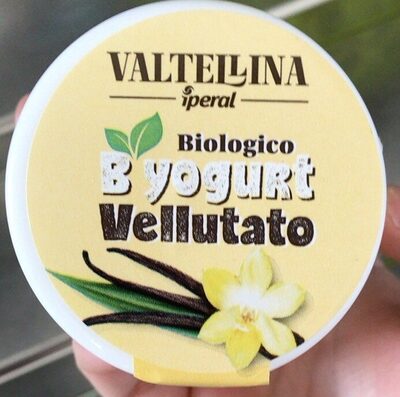 VALTELLINA
iperal
Biologico
B yogurt
Vellutato